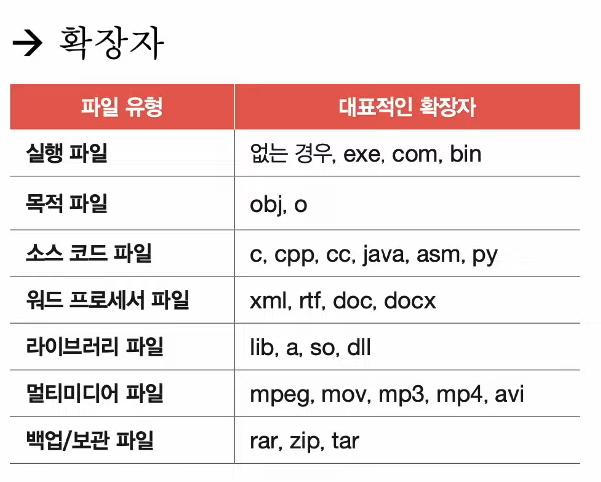 → 확장자
파일 유형 대표적인 확장자
실행 파일 없는 경우, exe, com, bin
목적 파일 obj, o
소스 코드 파일 c, cpp, cc, java, asm, py
워드 프로세서 파일 xml, rtf, doc, docx
라이브러리 파일 lib, a, so, dll
멀티미디어 파일 mpeg, mov, mp3, mp4, avi
백업/보관 파일 rar, zip, tar